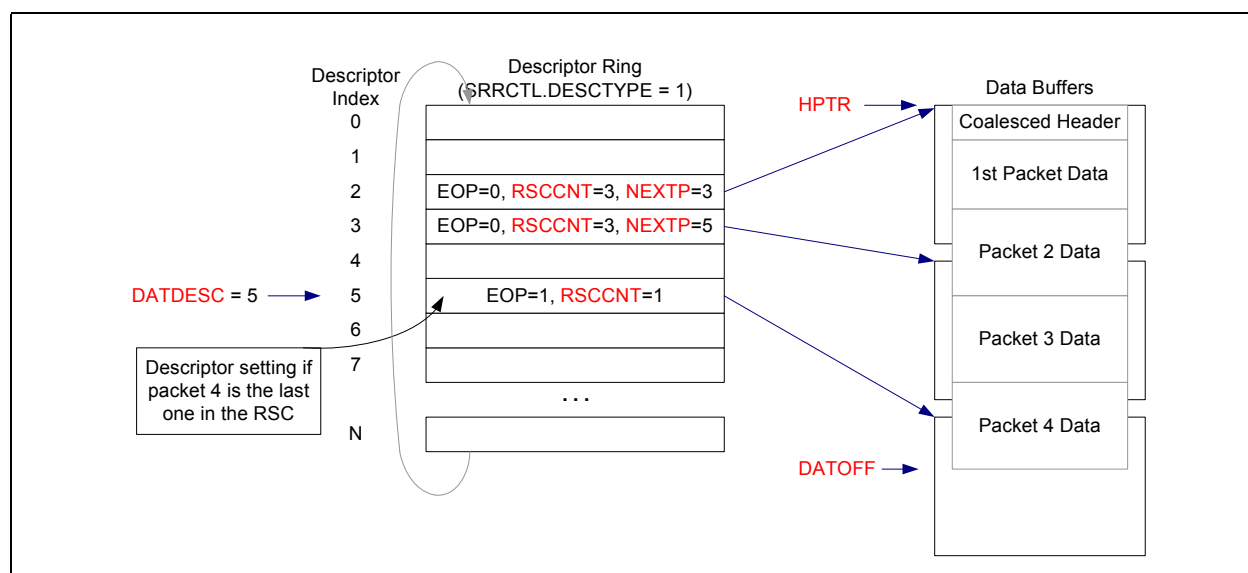 Descriptor
Index
Descriptor Ring
(SRRCTL.DESCTYPE = 1)
Data Buffers
HPTR
0
1
2
3
4
5
6
7
N
EOP=0, RSCCNT=3, NEXTP=3
EOP=0, RSCCNT=3, NEXTP=5
EOP=1, RSCCNT=1
. . .
DATDESC = 5
Descriptor setting if
packet 4 is the last
one in the RSC
Coalesced Header
1st Packet Data
Packet 2 Data
Packet 3 Data
Packet 4 Data
DATOFF